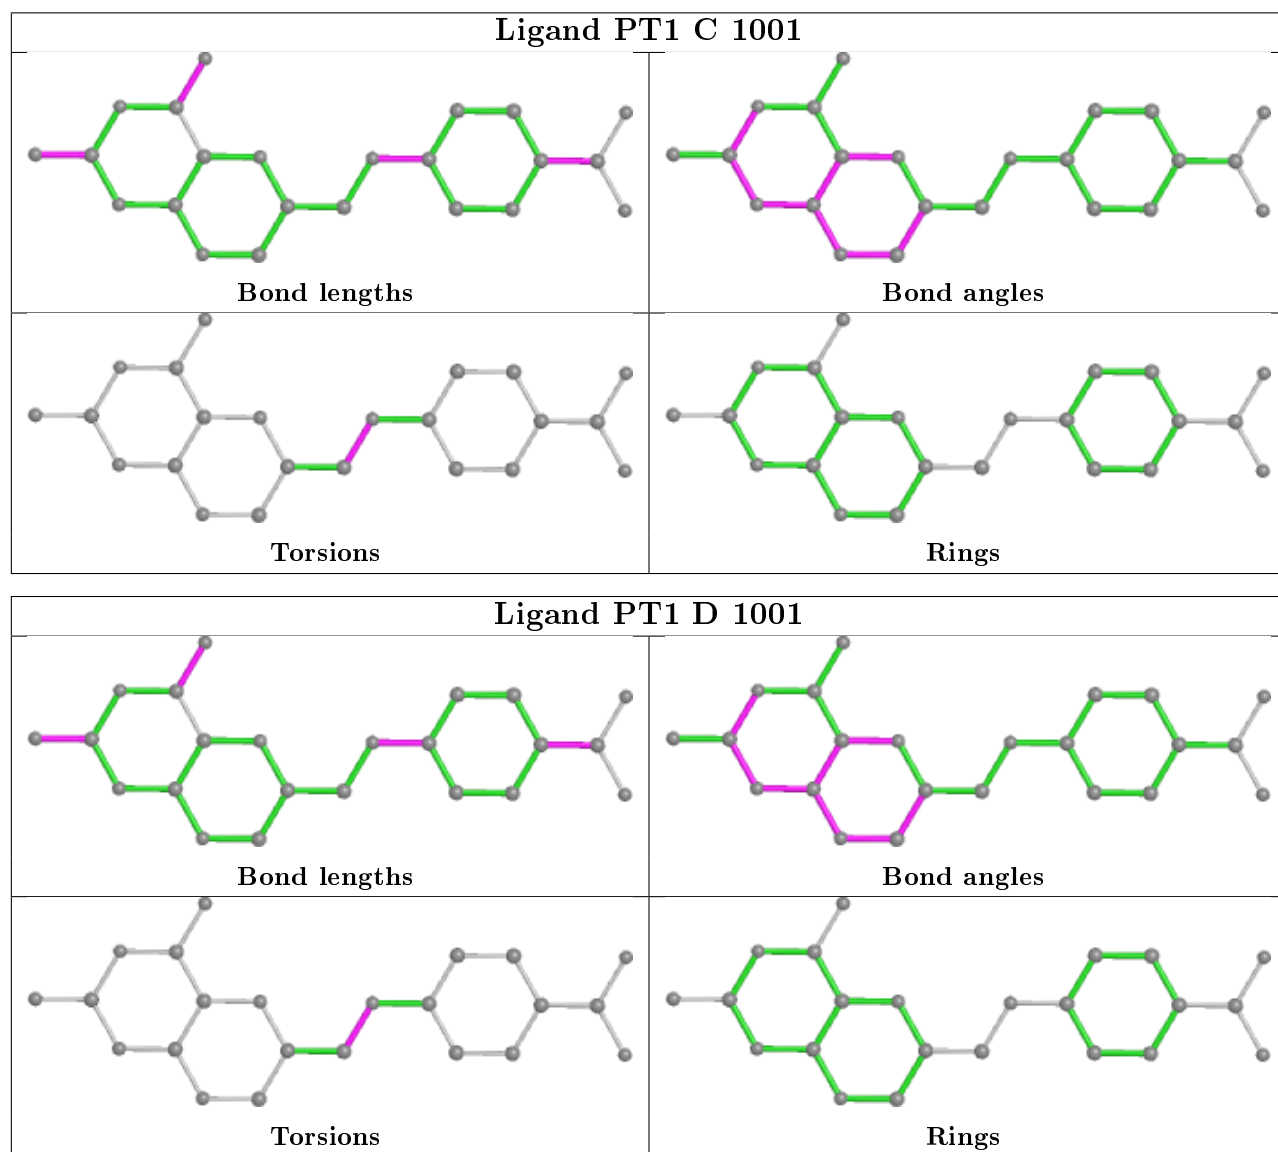 Ligand PT1 C 1001
Bond lengths
Bond angles
Torsions
Rings
Ligand PT1 D 1001
Bond lengths
Bond angles
Torsions
Rings